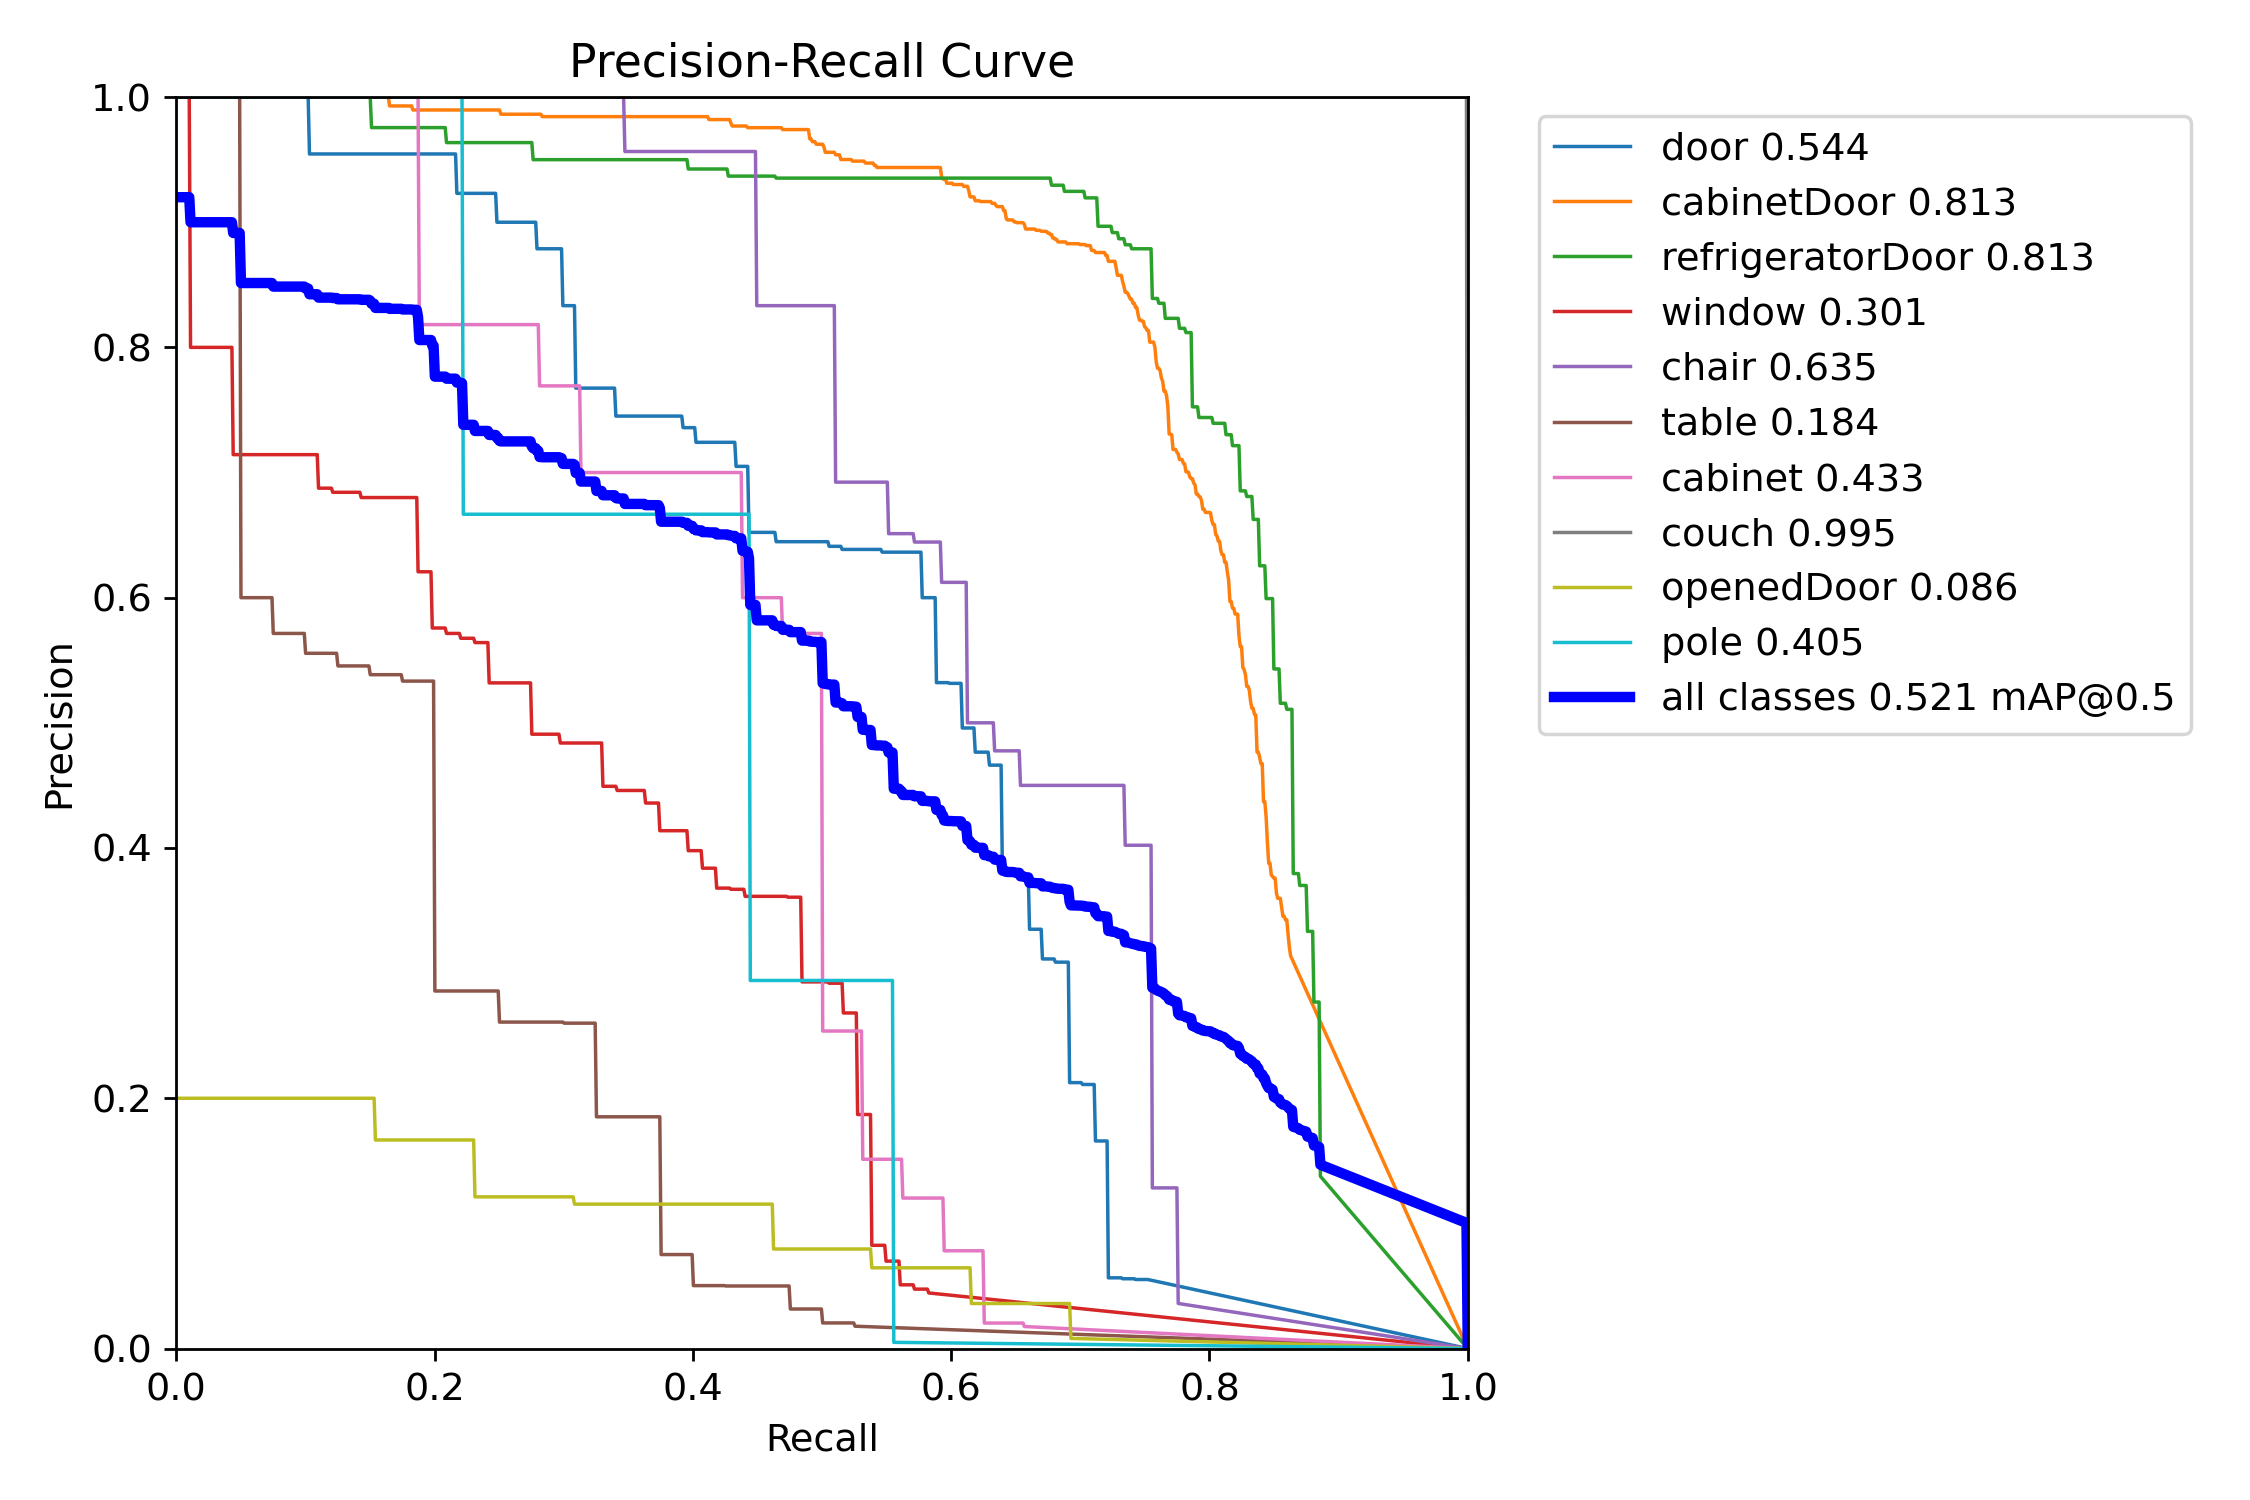 Precision-Recall Curve
1.0
0.8
0.6
0.4
0.2
0.0
Precision
0.0 0.2 0.4 0.6 0.8 1.0
Recall
door 0.544
cabinetDoor 0.813
refrigeratorDoor 0.813
window 0.301
chair 0.635
table 0.184
cabinet 0.433
couch 0.995
openedDoor 0.086
pole 0.405
all classes 0.521 mAP@0.5